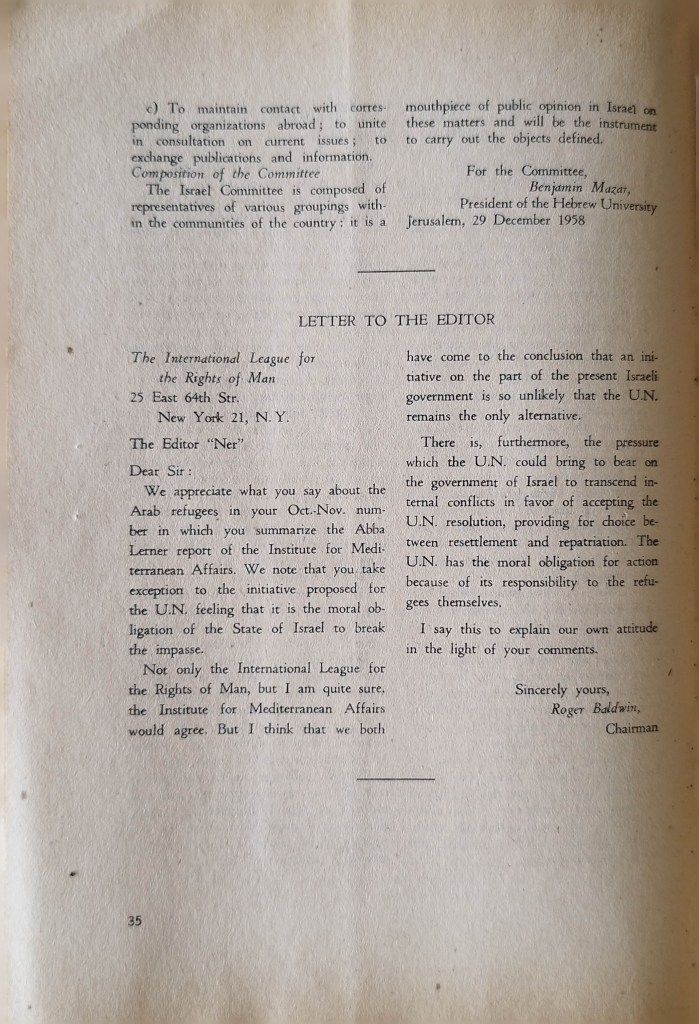 c) To maintain contact with corres-
ponding organizations abroad; to unite
in consultation on current issues; to
exchange publications and information.
Composition of the Committee
The Israel Committee is composed of
representatives of various groupings with-
in the communities of the country: it is a
mouthpiece of public opinion in Israel on
these matters and will be the instrument
to carry out the objects defined.
For the Committee,
Benjamin Mazar,
President of the Hebrew University
Jerusalem, 29 December 1958
LETTER TO THE EDITOR
The International League for
the Rights of Man
25 East 64th Str.
New York 21, N. Y.
The Editor "Ner"
Dear Sir:
We appreciate what you say about the
Arab refugees in your Oct.-Nov. num-
ber in which you summarize the Abba
Lerner report of the Institute for Medi-
terranean Affairs. We note that you take
exception to the initiative proposed for
the U.N. feeling that it is the moral ob-
ligation of the State of Israel to break
the impasse.
Not only the International League for
the Rights of Man, but I am quite sure,
the Institute for Mediterranean Affairs
would agree. But I think that we both
have come to the conclusion that an ini-
tiative on the part of the present Israeli
government is so unlikely that the U.N.
remains the only alternative.
There is, furthermore, the pressure
which the U.N. could bring to bear on
the government of Israel to transcend in-
ternal conflicts in favor of accepting the
U.N. resolution, providing for choice be-
tween resettlement and repatriation. The
U.N. has the moral obligation for action
because of its responsibility to the refu-
gees themselves.
I say this to explain our own attitude
in the light of your comments.
Sincerely yours,
Roger Baldwin,
Chairman
35